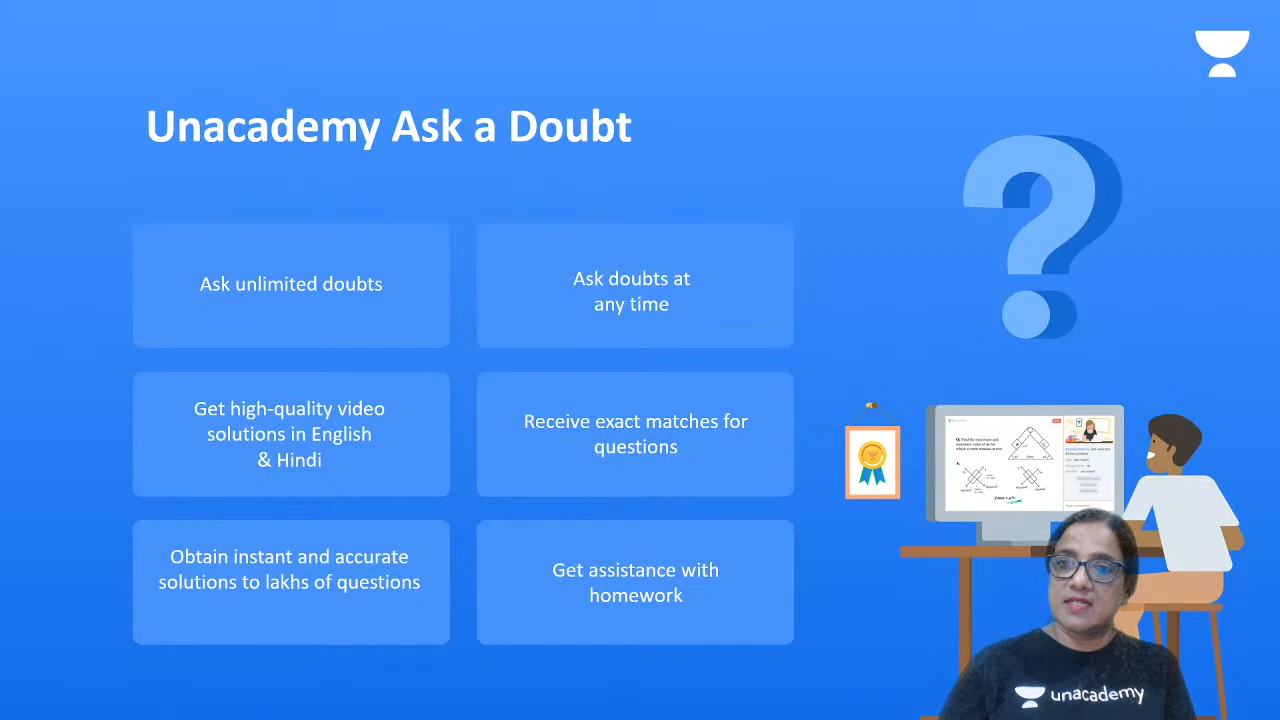 Unacademy Ask a Doubt
Ask unlimited doubts
Ask doubts at
any time
Get high-quality video
solutions in English
& Hindi
Receive exact matches for
questions
Obtain instant and accurate
solutions to lakhs of questions
Get assistance with
homework
unacademy